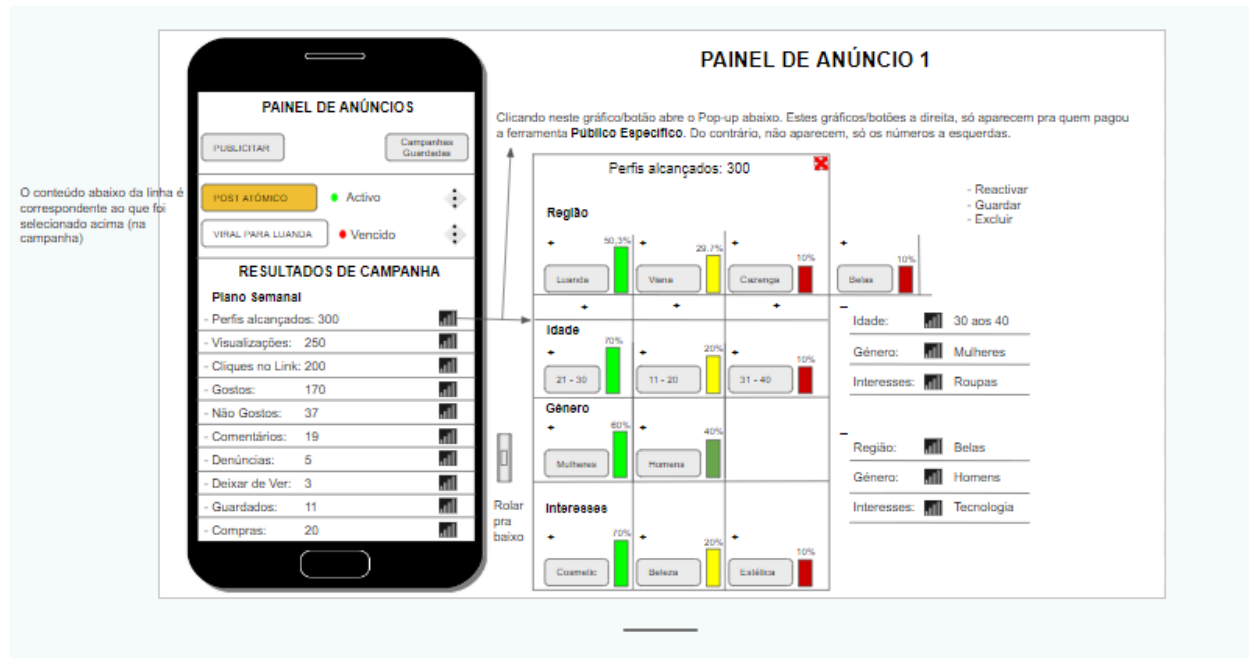 PAINEL DE ANÚNCIO 1
PAINEL DE ANÚNCIOS
PUBLICITAR
Campanhas
Guardadas
O conteúdo abaixo da linha é
correspondente ao que foi
selecionado acima (na
campanha)
POST ATÓMICO
Activo
VIRAL PARA LUANDA
Vencido
RESULTADOS DE CAMPANHA
Plano Semanal
- Perfis alcançados: 300
- Visualizações: 250
- Cliques no Link: 200
- Gostos: 170
- Não Gostos: 37
- Comentários: 19
- Denúncias: 5
- Deixar de Ver: 3
- Guardados: 11
- Compras: 20
Clicando neste gráfico/botão abre o Pop-up abaixo. Estes gráficos/botões a direita, só aparecem pra quem pagou
a ferramenta Público Especifico. Do contrário, não aparecem, só os números a esquerdas.
Rolar
pra
baixo
Perfis alcançados: 300
Região
+ 50,3% + 29.7% + 10% + 10%
Luanda Viana Cazenga Belas
+ + +
Idade
+ 70% + 20% + 10%
21 - 30 11 - 20 31 - 40
Género
+ 60% + 40%
Mulheres Homens
Interesses
+ 70% + 20% + 10%
Cosmetic Beleza Estética
- Reactivar
- Guardar
- Excluir
–
Idade: 30 aos 40
Género: Mulheres
Interesses: Roupas
–
Região: Belas
Género: Homens
Interesses: Tecnologia